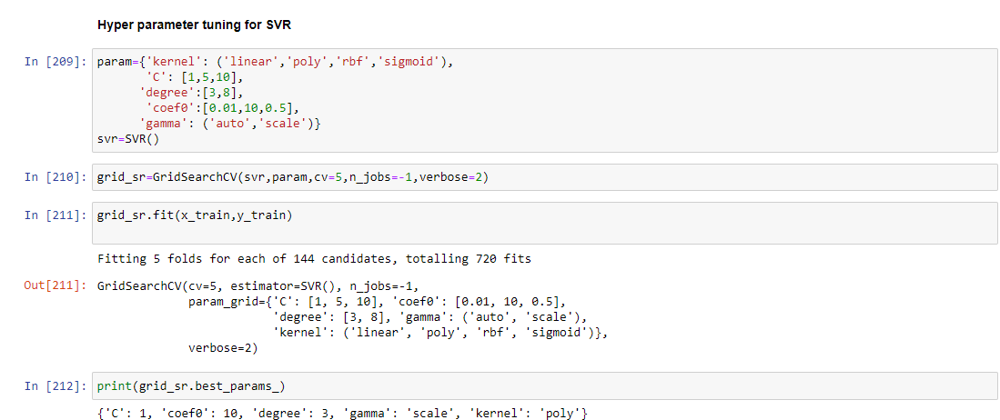 Hyper parameter tuning for SVR
In [209]: param={'kernel': ('linear','poly','rbf','sigmoid'),
'C': [1,5,10],
'degree':[3,8],
'coef0':[0.01,10,0.5],
'gamma': ('auto','scale')}
svr=SVR()
In [210]: grid_sr=GridSearchCV(svr,param,cv=5,n_jobs=-1,verbose=2)
In [211]: grid_sr.fit(x_train,y_train)
Fitting 5 folds for each of 144 candidates, totalling 720 fits
Out[211]: GridSearchCV(cv=5, estimator=SVR(), n_jobs=-1,
param_grid={'C': [1, 5, 10], 'coef0': [0.01, 10, 0.5],
'degree': [3, 8], 'gamma': ('auto', 'scale'),
'kernel': ('linear', 'poly', 'rbf', 'sigmoid')},
verbose=2)
In [212]: print(grid_sr.best_params_)
{'C': 1, 'coef0': 10, 'degree': 3, 'gamma': 'scale', 'kernel': 'poly'}